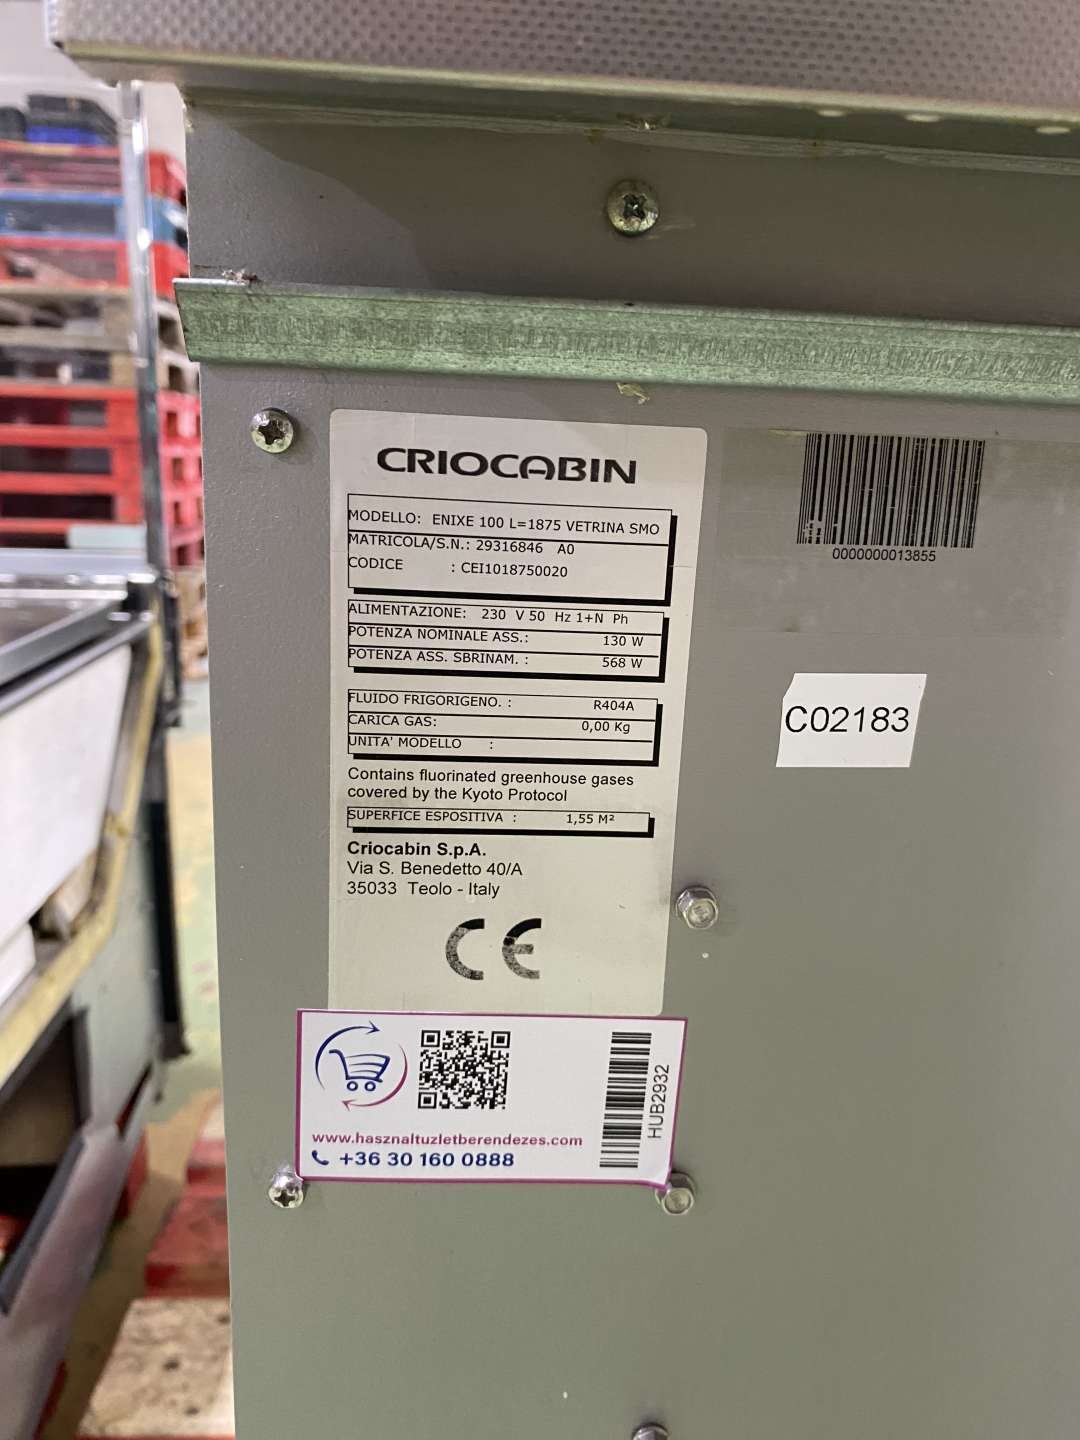 CRIOCABIN
MODELLO: ENIXE 100 L=1875 VETRINA SMO
MATRICOLA/S.N.: 29316846 A0
CODICE : CEI1018750020
ALIMENTAZIONE: 230 V 50 Hz 1+N Ph
POTENZA NOMINALE ASS.: 130 W
POTENZA ASS. SBRINAM. : 568 W
FLUIDO FRIGORIGENO. : R404A
CARICA GAS: 0,00 Kg
UNITA' MODELLO :
Contains fluorinated greenhouse gases
covered by the Kyoto Protocol
SUPERFICE ESPOSITIVA : 1,55 M²
Criocabin S.p.A.
Via S. Benedetto 40/A
35033 Teolo - Italy
CE
0000000013855
C02183
www.hasznaltuzletberendezes.com
+36 30 160 0888
HUB2932